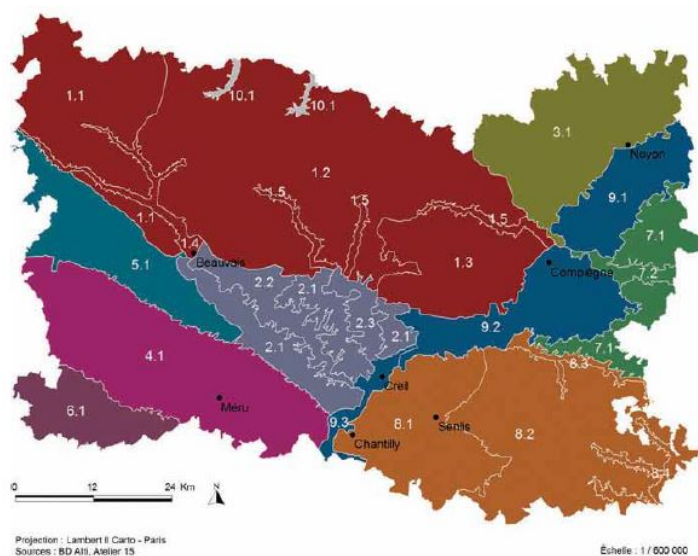 1.1
10.1
10.1
3.1
Noyon
1.2
9.1
1.5
1.5
1.5
1.1
7.1
1.4
Beauvais
5.1
1.3
Compiègne
7.2
2.2
2.1
2.3
2.1
9.2
2.1
7.1
8.3
4.1
Creil
6.1
Méru
9.3
8.1
Senlis
8.2
Chantilly
0 12 24 Km
N
Projection : Lambert II Carto - Paris
Sources : BD Alti, Atelier 15
Échelle : 1 / 600 000